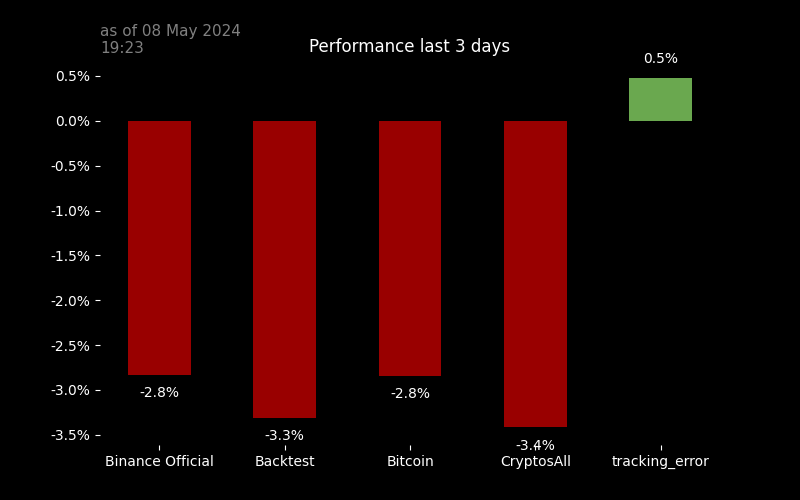 as of 08 May 2024
19:23
Performance last 3 days
0.5%
0.5%
0.0%
-0.5%
-1.0%
-1.5%
-2.0%
-2.5%
-3.0%
-3.5%
-2.8%
-3.3%
-2.8%
-3.4%
Binance Official
Backtest
Bitcoin
CryptosAll
tracking_error